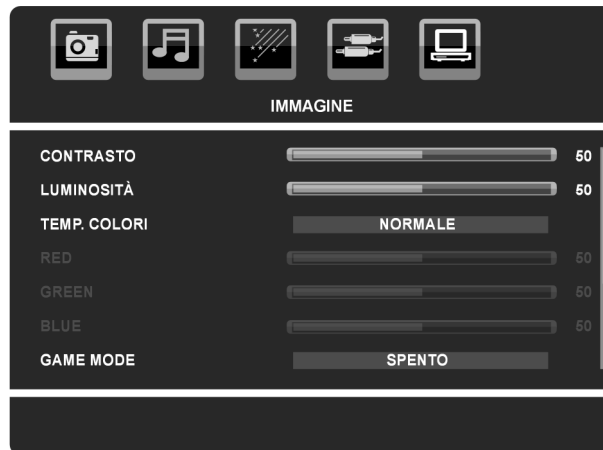 IMMAGINE
CONTRASTO 50
LUMINOSITÀ 50
TEMP. COLORI NORMALE
RED 50
GREEN 50
BLUE 50
GAME MODE SPENTO